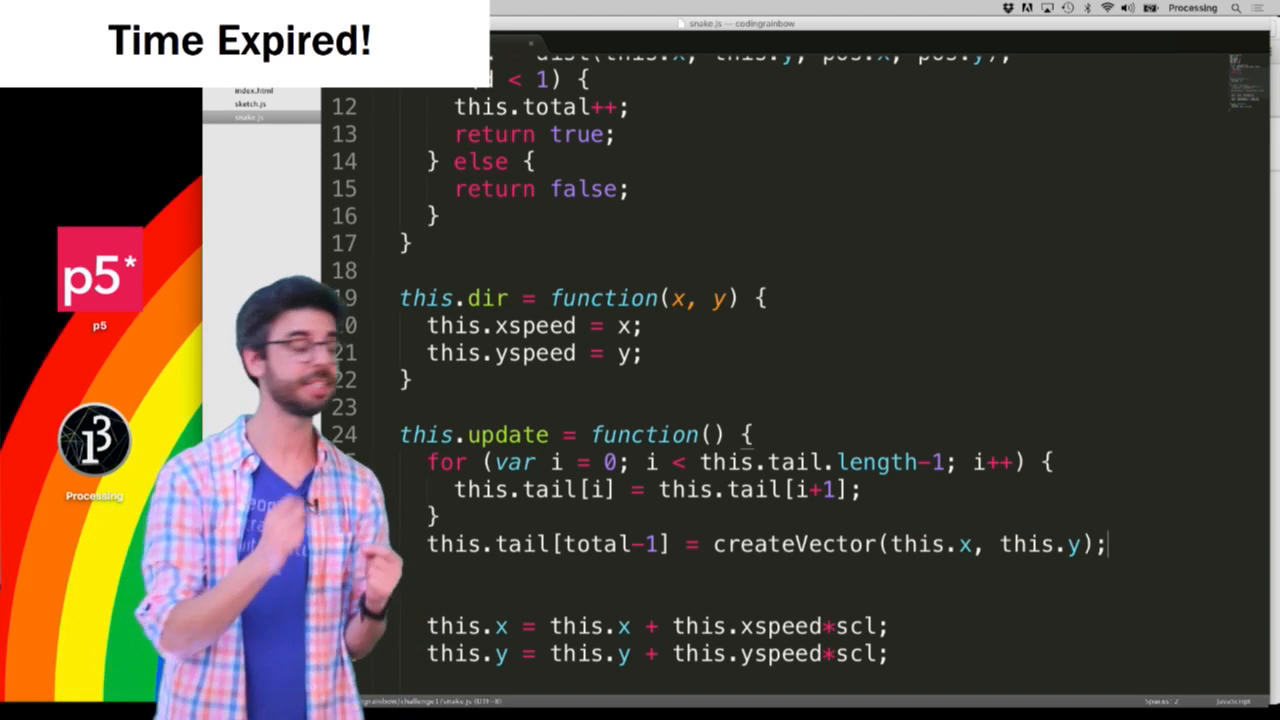 Time Expired!
Processing
snake.js — codingrainbow
index.html
sketch.js
snake.js
dist(this.x, this.y, pos.x, pos.y);
< 1) {
12 this.total++;
13 return true;
14 } else {
15 return false;
16 }
17 }
18
19 this.dir = function(x, y) {
20 this.xspeed = x;
21 this.yspeed = y;
22 }
23
24 this.update = function() {
for (var i = 0; i < this.tail.length-1; i++) {
this.tail[i] = this.tail[i+1];
}
this.tail[total-1] = createVector(this.x, this.y);
this.x = this.x + this.xspeed*scl;
this.y = this.y + this.yspeed*scl;
p5*
p5
Processing
Spaces: 2 JavaScript